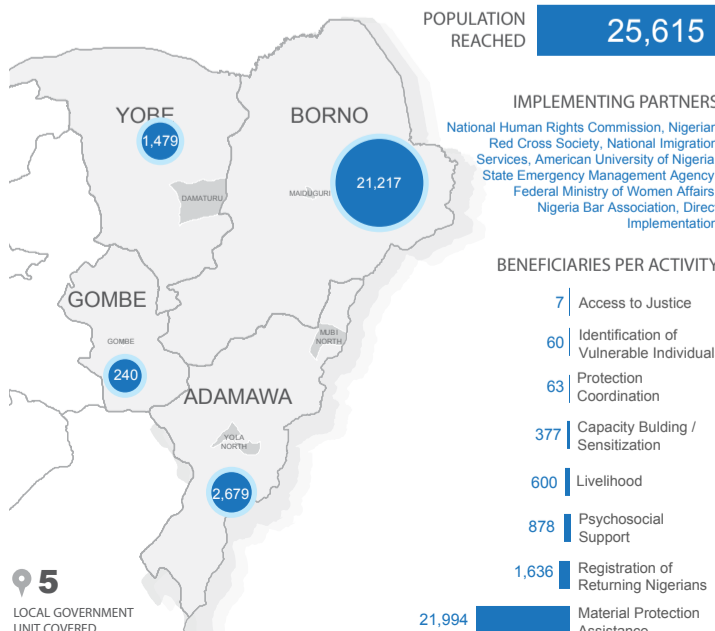 POPULATION
REACHED
25,615
IMPLEMENTING PARTNERS
National Human Rights Commission, Nigerian
Red Cross Society, National Imigration
Services, American University of Nigeria
State Emergency Management Agency
Federal Ministry of Women Affairs
Nigeria Bar Association, Direct
Implementation
YOBE
1,479
DAMATURU
BORNO
MAIDUGURI
21,217
GOMBE
GOMBE
240
MUBI
NORTH
ADAMAWA
YOLA
NORTH
2,679
5
LOCAL GOVERNMENT
UNIT COVERED
BENEFICIARIES PER ACTIVITY
7 Access to Justice
60 Identification of
Vulnerable Individual
63 Protection
Coordination
377 Capacity Bulding /
Sensitization
600 Livelihood
878 Psychosocial
Support
1,636 Registration of
Returning Nigerians
21,994 Material Protection
Assistance